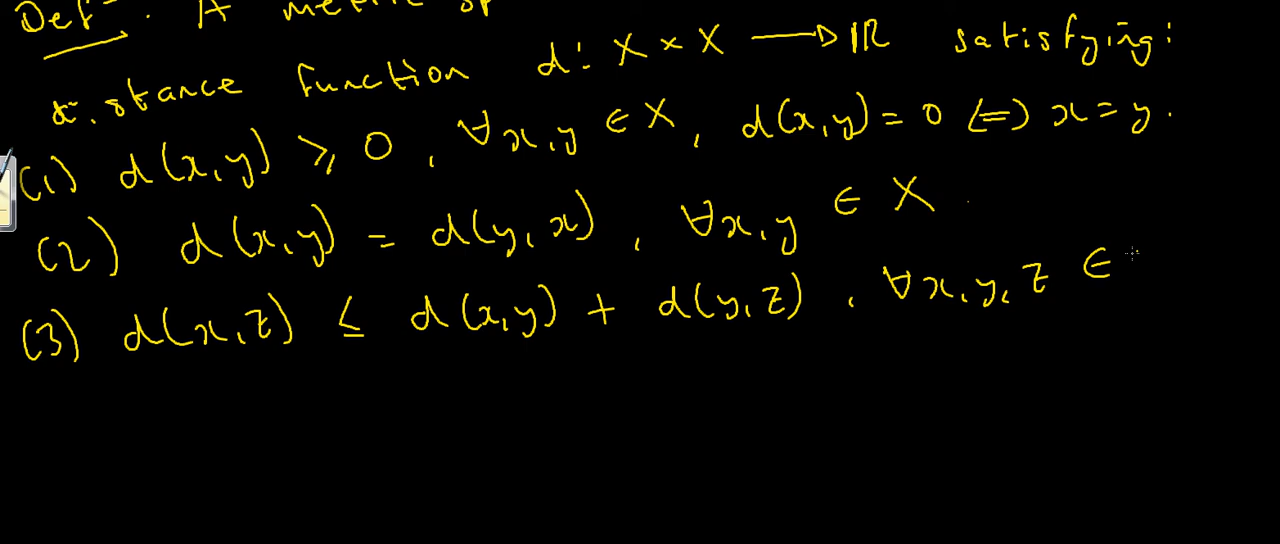 Def⁻. A metric sp
distance function d: X × X → ℝ satisfying:
(1) d(x,y) ≥ 0, ∀x,y ∈ X, d(x,y) = 0 (=) x = y.
(2) d(x,y) = d(y,x), ∀x,y ∈ X
(3) d(x,z) ≤ d(x,y) + d(y,z), ∀x,y,z ∈